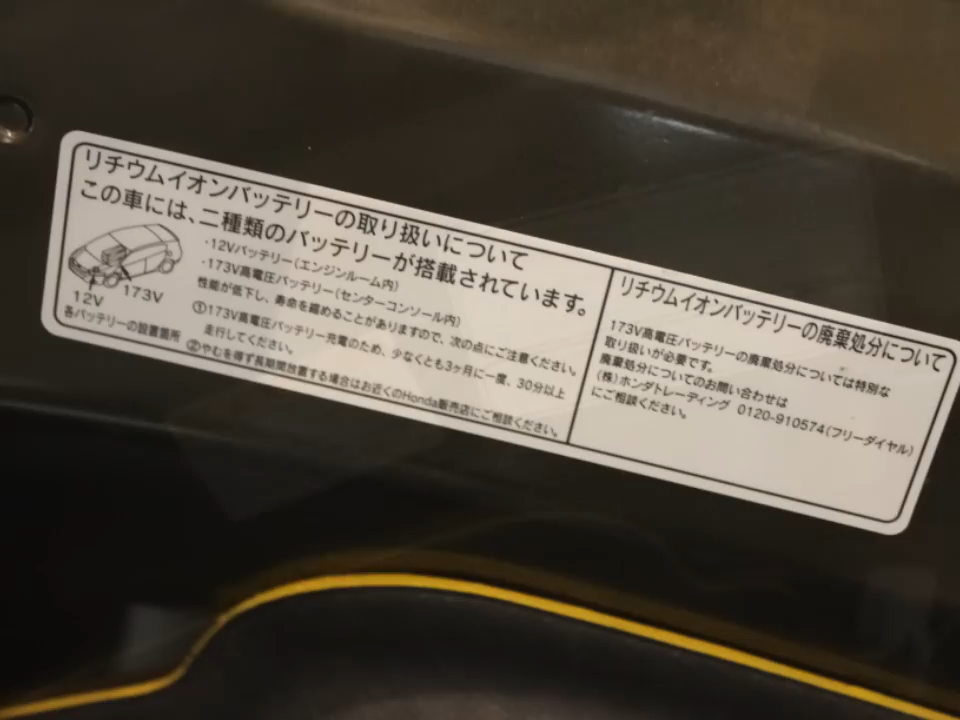 リチウムイオンバッテリーの取り扱いについて
この車には、二種類のバッテリーが搭載されています。
・12Vバッテリー(エンジンルーム内)
・173V高電圧バッテリー(センターコンソール内)
性能が低下し、寿命を縮めることがありますので、次の点にご注意ください。
①173V高電圧バッテリー充電のため、少なくとも3ヶ月に一度、30分以上
走行してください。
②やむを得ず長期間放置する場合はお近くのHonda販売店にご相談ください。
12V
173V
各バッテリーの設置箇所
リチウムイオンバッテリーの廃棄処分について
173V高電圧バッテリーの廃棄処分については特別な
取り扱いが必要です。
廃棄処分についてのお問い合わせは
(株)ホンダトレーディング 0120-910574(フリーダイヤル)
にご相談ください。